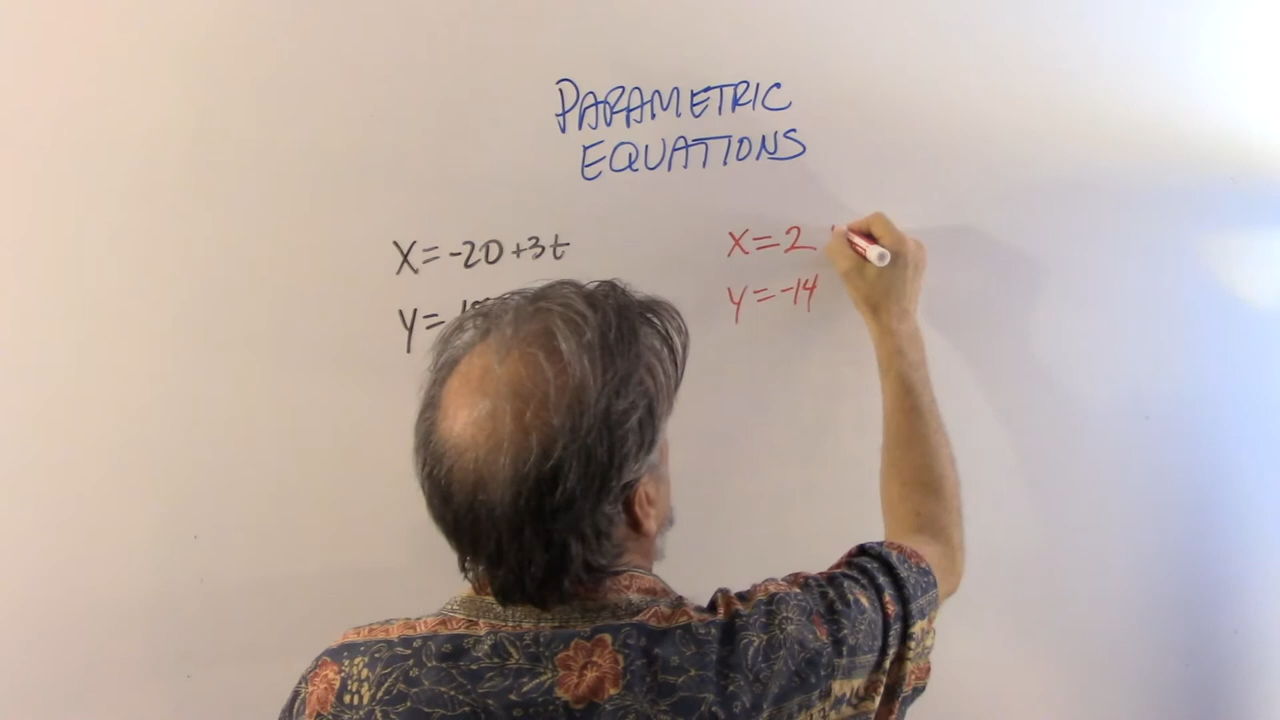 PARAMETRIC
EQUATIONS
X=-20+3t
Y=
X=2
Y=-14